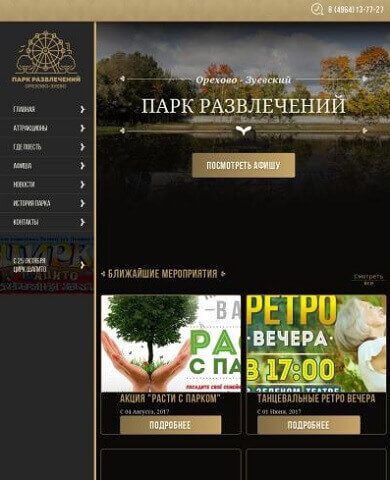 8 (4964) 13-77-27
ПАРК РАЗВЛЕЧЕНИЙ
ОРЕХОВО-ЗУЕВО
ГЛАВНАЯ
АТТРАКЦИОНЫ
ГДЕ ПОЕСТЬ
АФИША
НОВОСТИ
ИСТОРИЯ ПАРКА
КОНТАКТЫ
ЦИРК
ШАПИТО
С 25 ОКТЯБРЯ
ЦИРК ШАПИТО
Орехово - Зуевский
ПАРК РАЗВЛЕЧЕНИЙ
ПОСМОТРЕТЬ АФИШУ
БЛИЖАЙШИЕ МЕРОПРИЯТИЯ
Смотреть
все
РА
С ПА
АКЦИЯ "РАСТИ С ПАРКОМ"
С 04 Августа, 2017
ПОДРОБНЕЕ
РЕТРО
ВЕЧЕРА
В 17:00
В ЗЕЛЕНОМ ТЕАТРЕ
ТАНЦЕВАЛЬНЫЕ РЕТРО ВЕЧЕРА
С 01 Июня, 2017
ПОДРОБНЕЕ